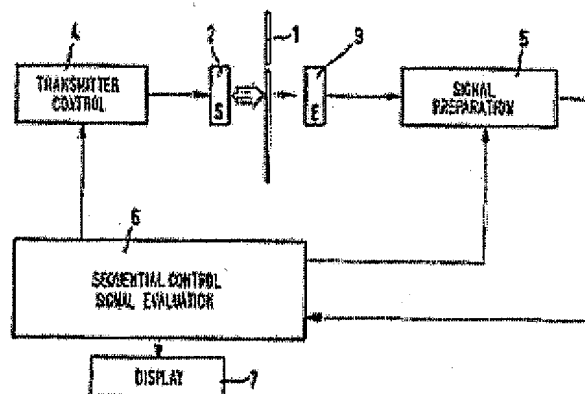 4
2
1
9
5
TRANSMITTER
CONTROL
S
E
SIGNAL
PREPARATION
6
SEQUENTIAL CONTROL
SIGNAL EVALUATION
DISPLAY
7